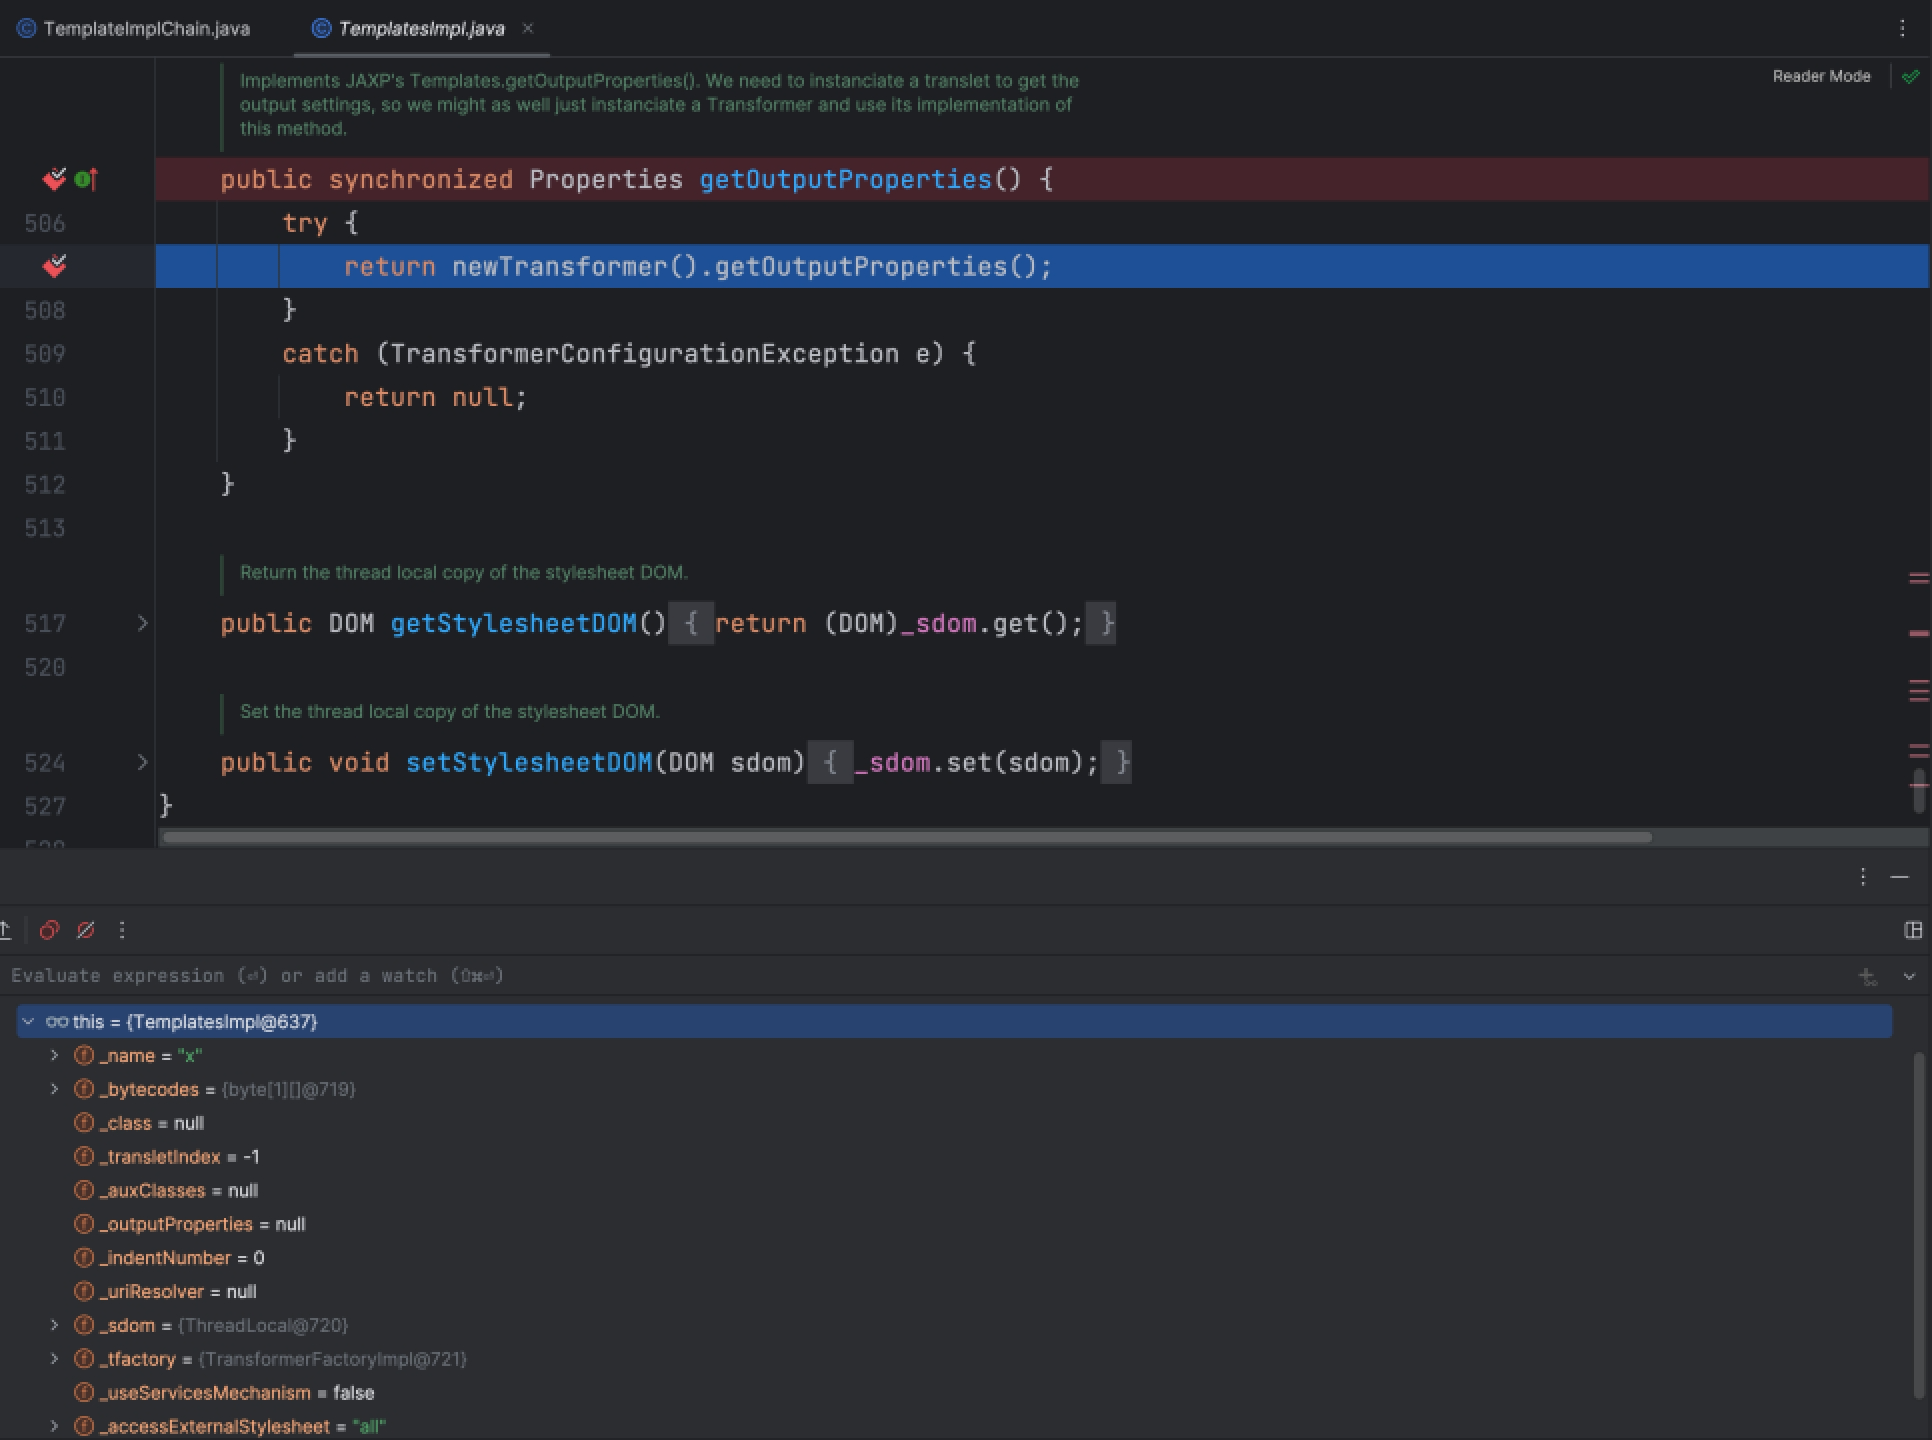 TemplateImplChain.java
TemplatesImpl.java
Reader Mode
Implements JAXP's Templates.getOutputProperties(). We need to instanciate a translet to get the
output settings, so we might as well just instanciate a Transformer and use its implementation of
this method.
public synchronized Properties getOutputProperties() {
506 try {
return newTransformer().getOutputProperties();
508 }
509 catch (TransformerConfigurationException e) {
510 return null;
511 }
512 }
513
Return the thread local copy of the stylesheet DOM.
517 public DOM getStylesheetDOM() { return (DOM)_sdom.get(); }
520
Set the thread local copy of the stylesheet DOM.
524 public void setStylesheetDOM(DOM sdom) { _sdom.set(sdom); }
527 }
Evaluate expression (⏎) or add a watch (⇧⌘⏎)
this = {TemplatesImpl@637}
_name = "x"
_bytecodes = {byte[1][]@719}
_class = null
_transletIndex = -1
_auxClasses = null
_outputProperties = null
_indentNumber = 0
_uriResolver = null
_sdom = {ThreadLocal@720}
_tfactory = {TransformerFactoryImpl@721}
_useServicesMechanism = false
_accessExternalStylesheet = "all"